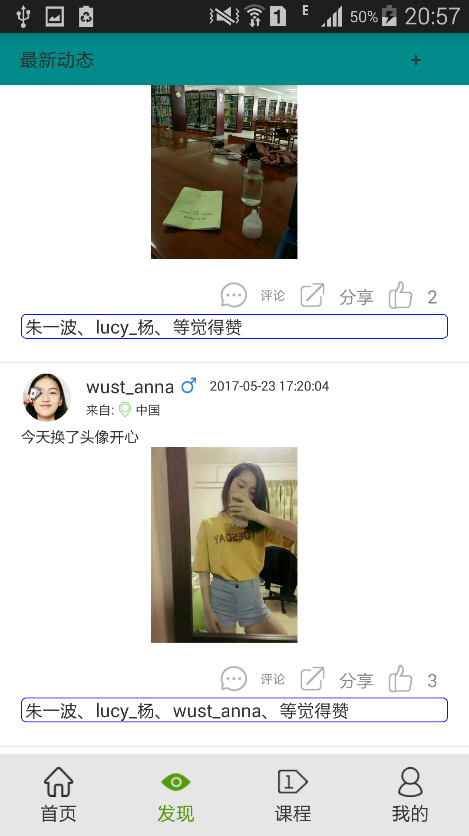 E 1 50% 20:57
最新动态 +
评论 分享 2
朱一波、lucy_杨、等觉得赞
wust_anna 2017-05-23 17:20:04
来自: 中国
今天换了头像开心
TUESDAY
评论 分享 3
朱一波、lucy_杨、wust_anna、等觉得赞
1
首页 发现 课程 我的